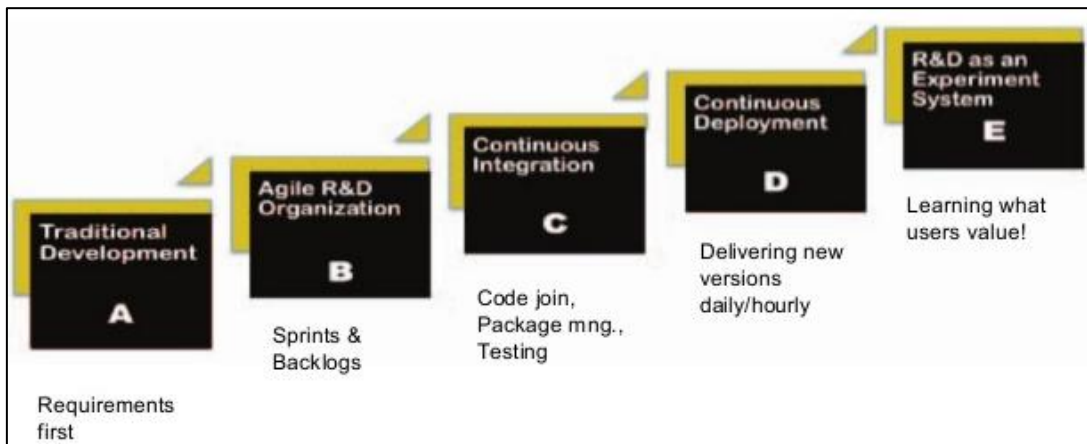 Traditional
Development
A
Requirements
first
Agile R&D
Organization
B
Sprints &
Backlogs
Continuous
Integration
C
Code join,
Package mng.,
Testing
Continuous
Deployment
D
Delivering new
versions
daily/hourly
R&D as an
Experiment
System
E
Learning what
users value!